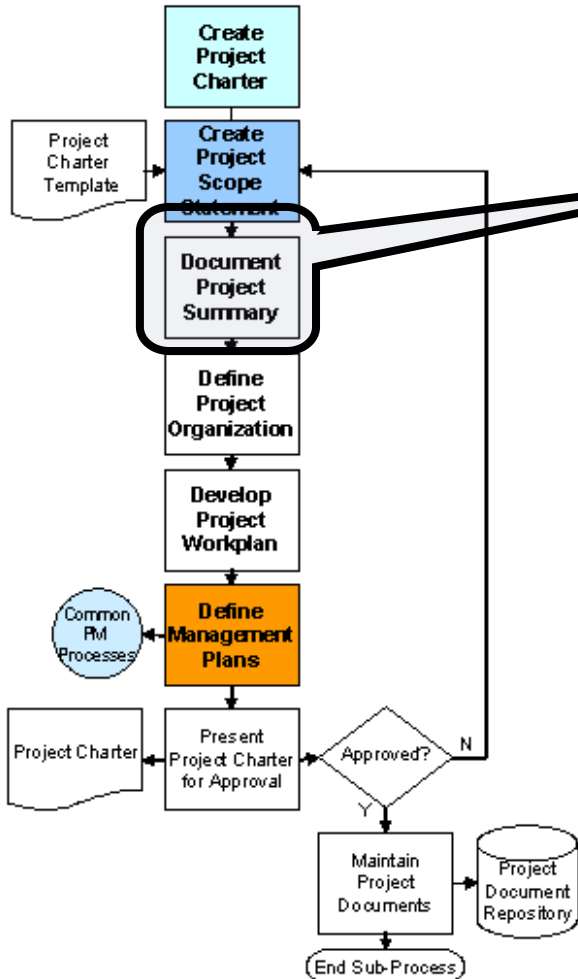 Create
Project
Charter
Project
Charter
Template
Create
Project
Scope
Statement
Document
Project
Summary
Define
Project
Organization
Develop
Project
Workplan
Common
PM
Processes
Define
Management
Plans
Project Charter
Present
Project Charter
for Approval
Approved?
N
Y
Maintain
Project
Documents
Project
Document
Repository
End Sub-Process